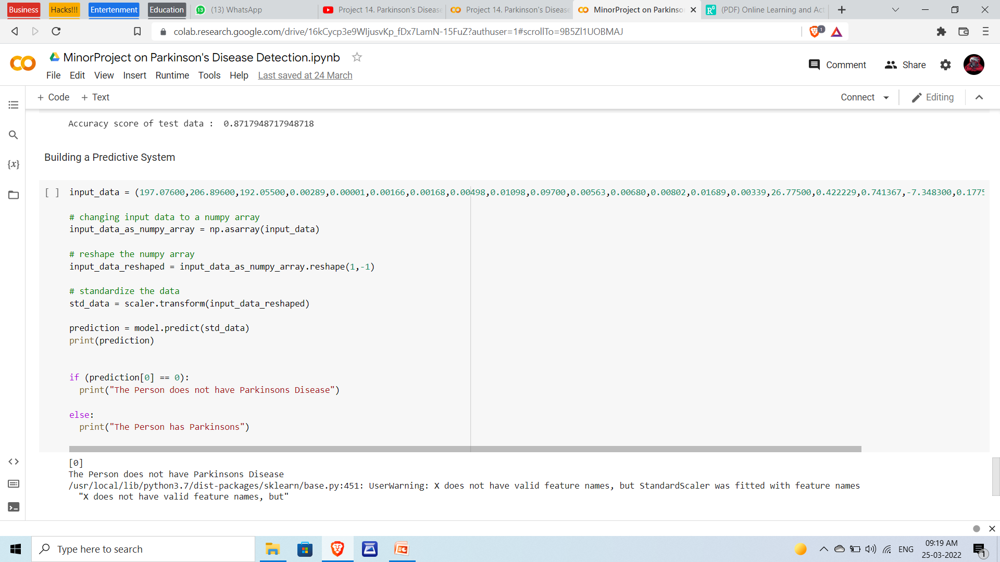 Business Hacks!!! Entertenment Education (13) WhatsApp Project 14. Parkinson's Disease Project 14. Parkinson's Disease MinorProject on Parkinso (PDF) Online Learning and Act
colab.research.google.com/drive/16kCycp3e9WljusvKp_fDx7LamN-15FuZ?authuser=1#scrollTo=9B5Zl1UOBMAJ 1
MinorProject on Parkinson's Disease Detection.ipynb
File Edit View Insert Runtime Tools Help Last saved at 24 March
Comment Share
+ Code + Text Connect Editing
Accuracy score of test data :  0.8717948717948718
Building a Predictive System
[ ] input_data = (197.07600,206.89600,192.05500,0.00289,0.00001,0.00166,0.00168,0.00498,0.01098,0.09700,0.00563,0.00680,0.00802,0.01689,0.00339,26.77500,0.422229,0.741367,-7.348300,0.1775
# changing input data to a numpy array
input_data_as_numpy_array = np.asarray(input_data)
# reshape the numpy array
input_data_reshaped = input_data_as_numpy_array.reshape(1,-1)
# standardize the data
std_data = scaler.transform(input_data_reshaped)
prediction = model.predict(std_data)
print(prediction)
if (prediction[0] == 0):
print("The Person does not have Parkinsons Disease")
else:
print("The Person has Parkinsons")
[0]
The Person does not have Parkinsons Disease
/usr/local/lib/python3.7/dist-packages/sklearn/base.py:451: UserWarning: X does not have valid feature names, but StandardScaler was fitted with feature names
"X does not have valid feature names, but"
Type here to search
ENG
09:19 AM
25-03-2022
1